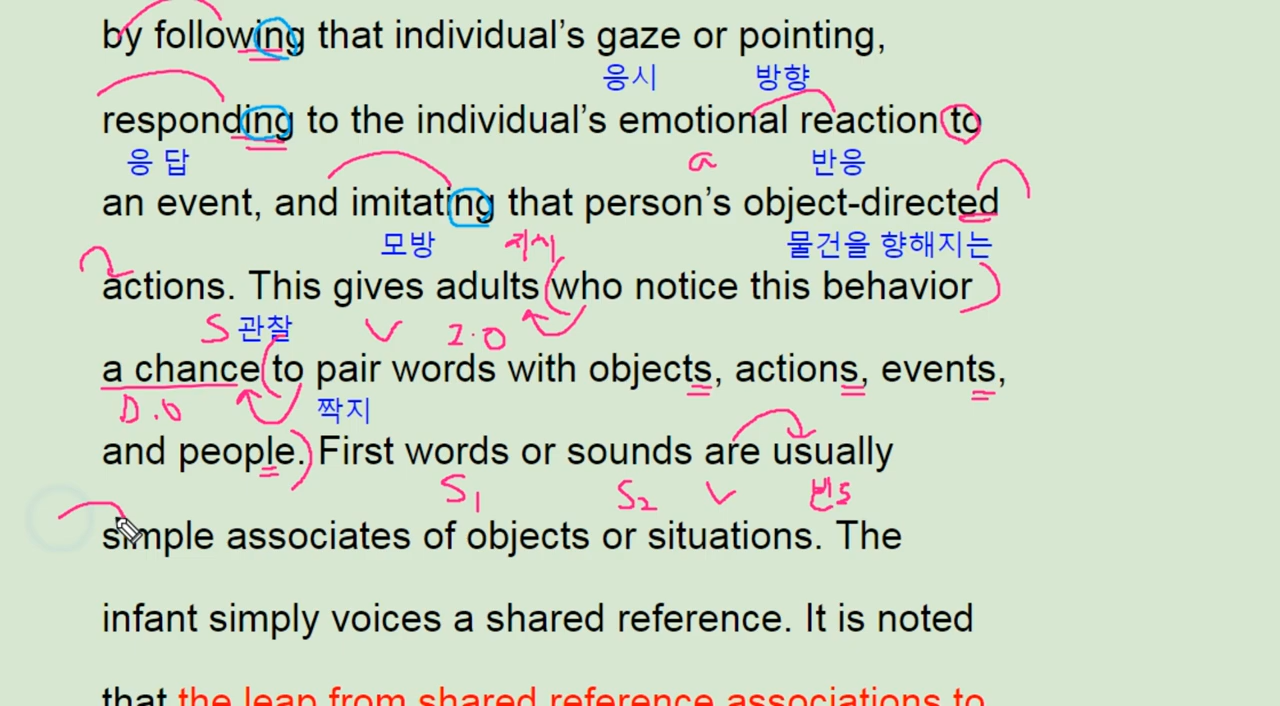 by following that individual's gaze or pointing,
응시 방향
responding to the individual's emotional reaction to
응 답 a 반응
an event, and imitating that person's object-directed
모방 지시 물건을 향해지는
actions. This gives adults (who notice this behavior)
S 관찰 V I.O
a chance (to pair words with objects, actions, events,
D.O 짝지
and people.) First words or sounds are usually
S1 S2 V 빈도
simple associates of objects or situations. The
infant simply voices a shared reference. It is noted
that the leap from shared reference associations to